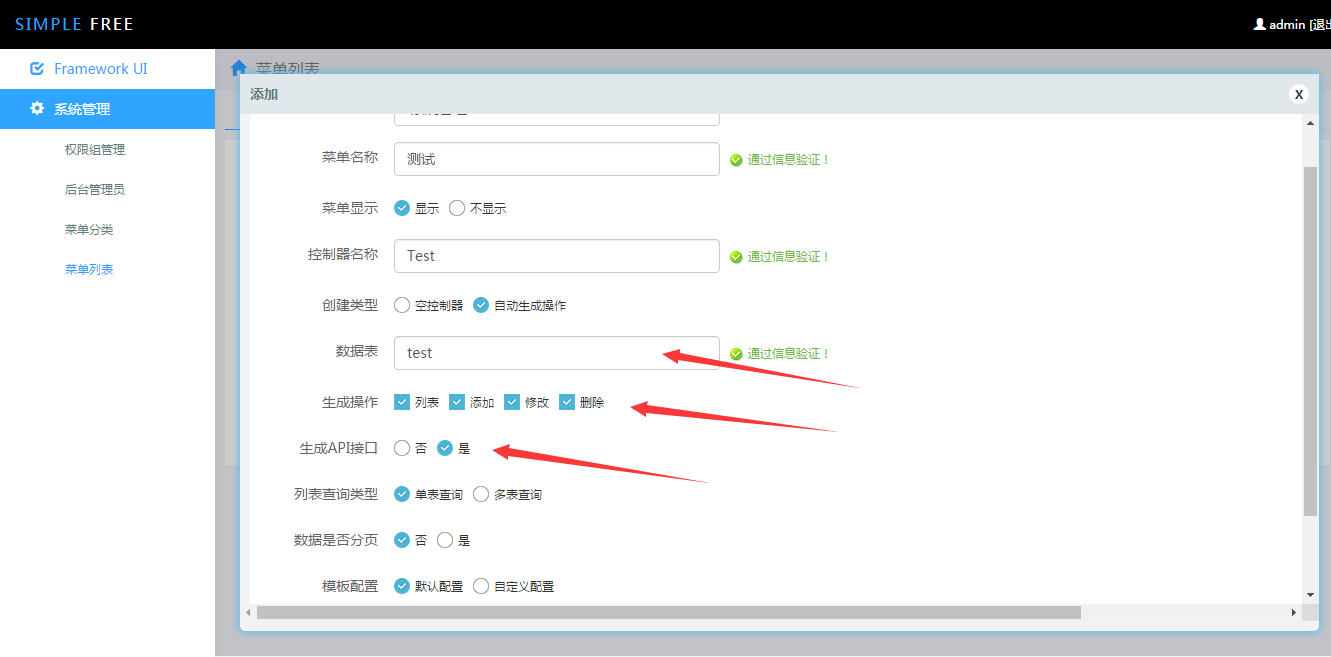 SIMPLE FREE
admin [退出
Framework UI
菜单列表
添加
X
系统管理
权限组管理
后台管理员
菜单分类
菜单列表
菜单名称 测试 通过信息验证！
菜单显示 显示 不显示
控制器名称 Test 通过信息验证！
创建类型 空控制器 自动生成操作
数据表 test 通过信息验证！
生成操作 列表 添加 修改 删除
生成API接口 否 是
列表查询类型 单表查询 多表查询
数据是否分页 否 是
模板配置 默认配置 自定义配置